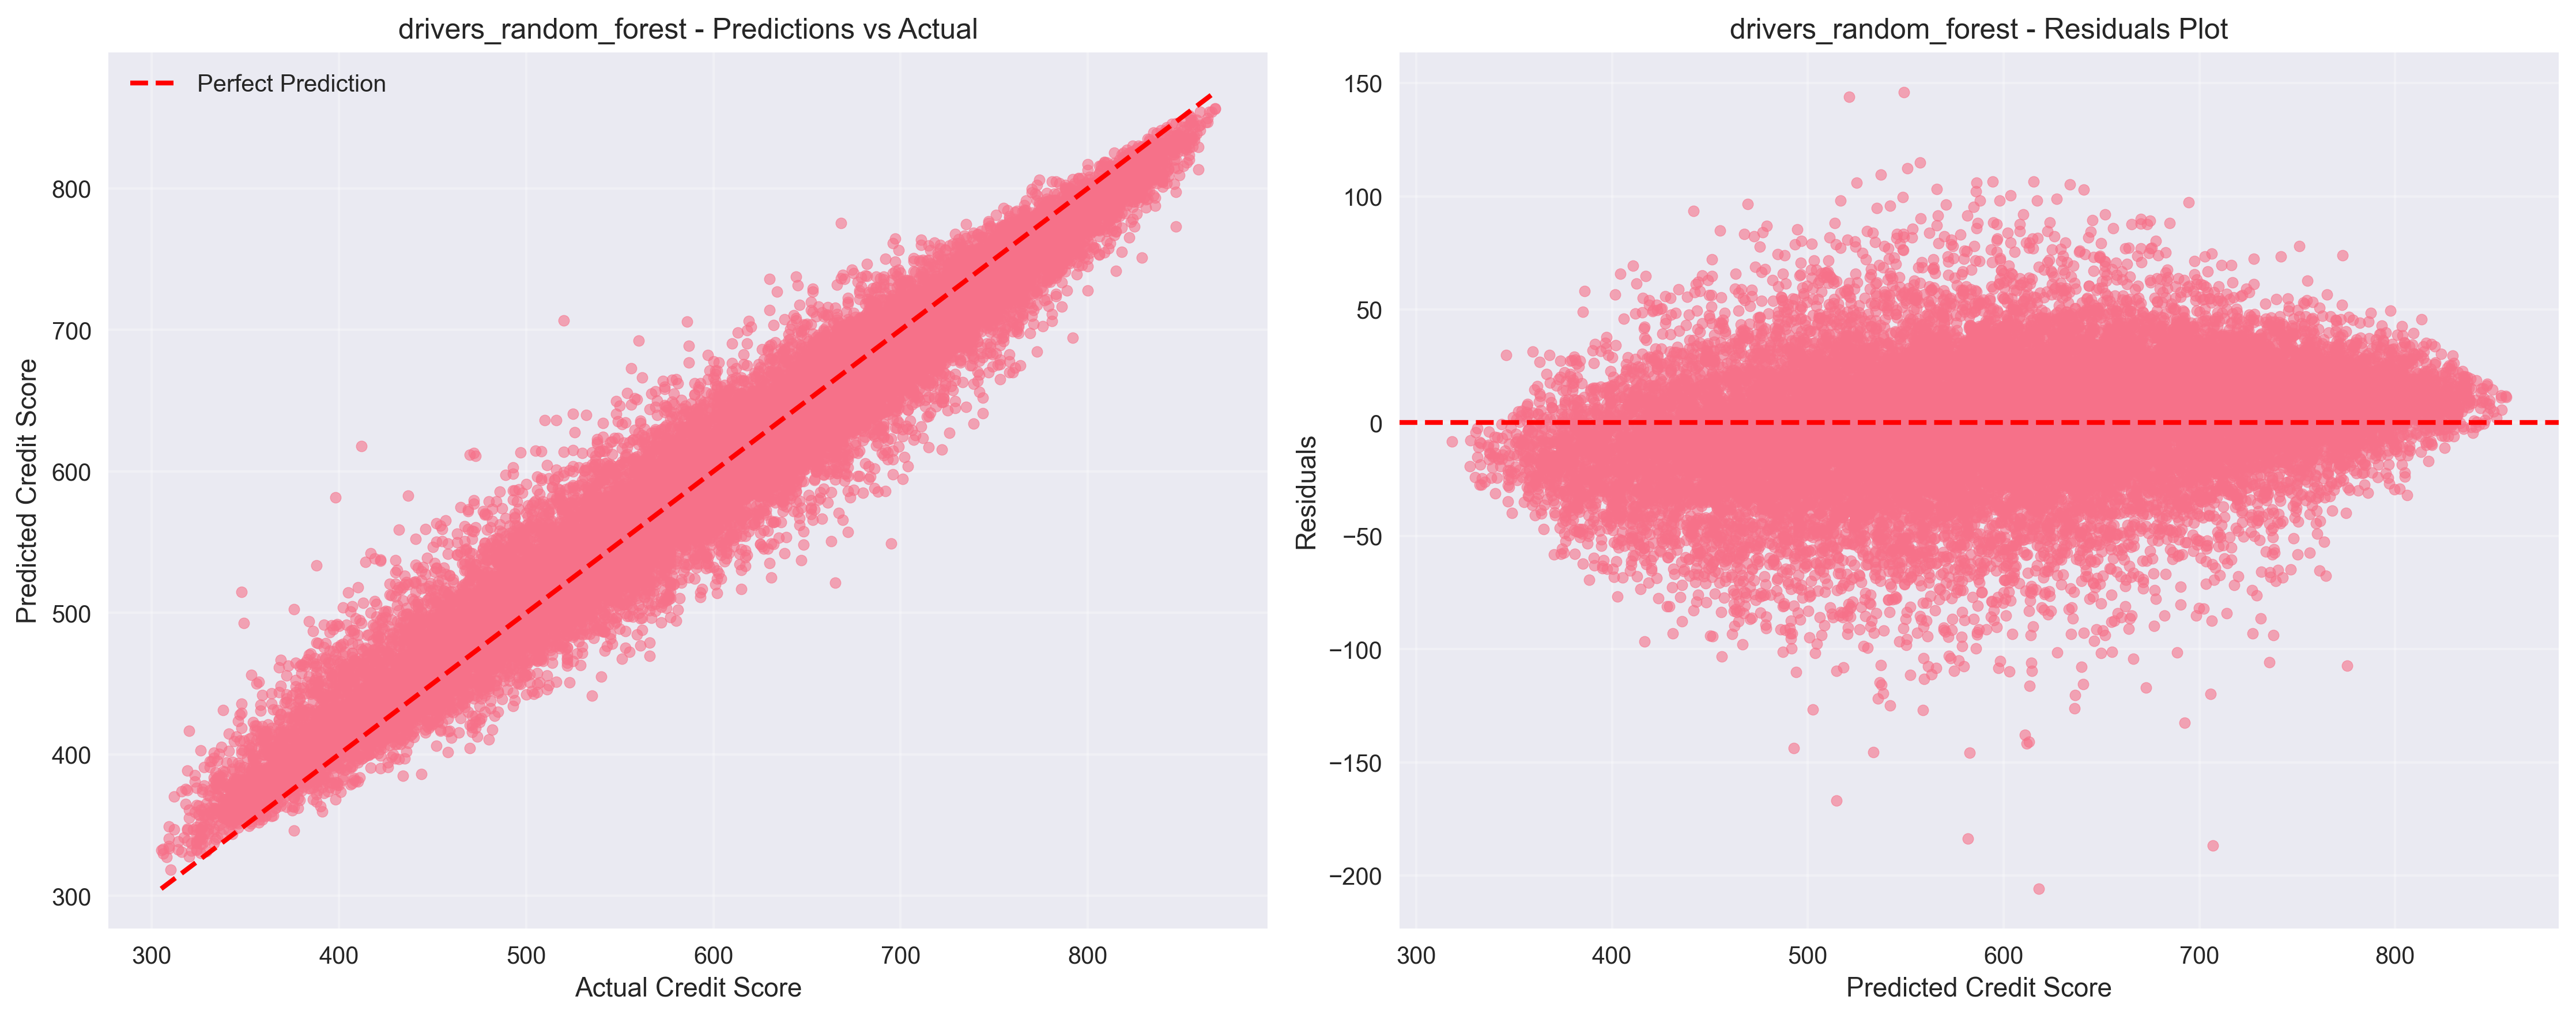 drivers_random_forest - Predictions vs Actual
Perfect Prediction
Predicted Credit Score
800
700
600
500
400
300
300 400 500 600 700 800
Actual Credit Score
drivers_random_forest - Residuals Plot
Residuals
150
100
50
0
−50
−100
−150
−200
300 400 500 600 700 800
Predicted Credit Score